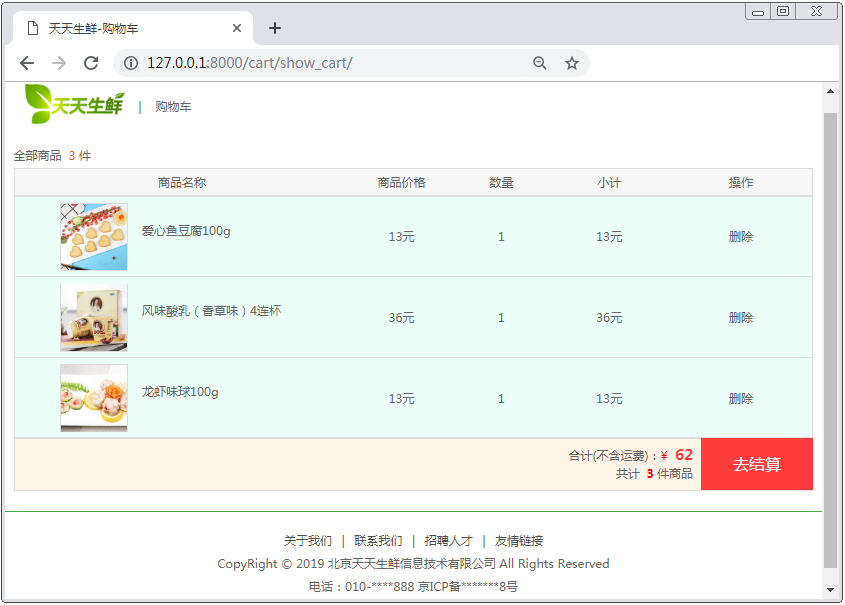 天天生鲜-购物车
127.0.0.1:8000/cart/show_cart/
天天生鲜 | 购物车
全部商品 3 件
商品名称 商品价格 数量 小计 操作
爱心鱼豆腐100g 13元 1 13元 删除
风味酸乳（香草味）4连杯 36元 1 36元 删除
龙虾味球100g 13元 1 13元 删除
合计(不含运费)：¥ 62
共计 3 件商品
去结算
关于我们 | 联系我们 | 招聘人才 | 友情链接
CopyRight © 2019 北京天天生鲜信息技术有限公司 All Rights Reserved
电话：010-****888 京ICP备*******8号